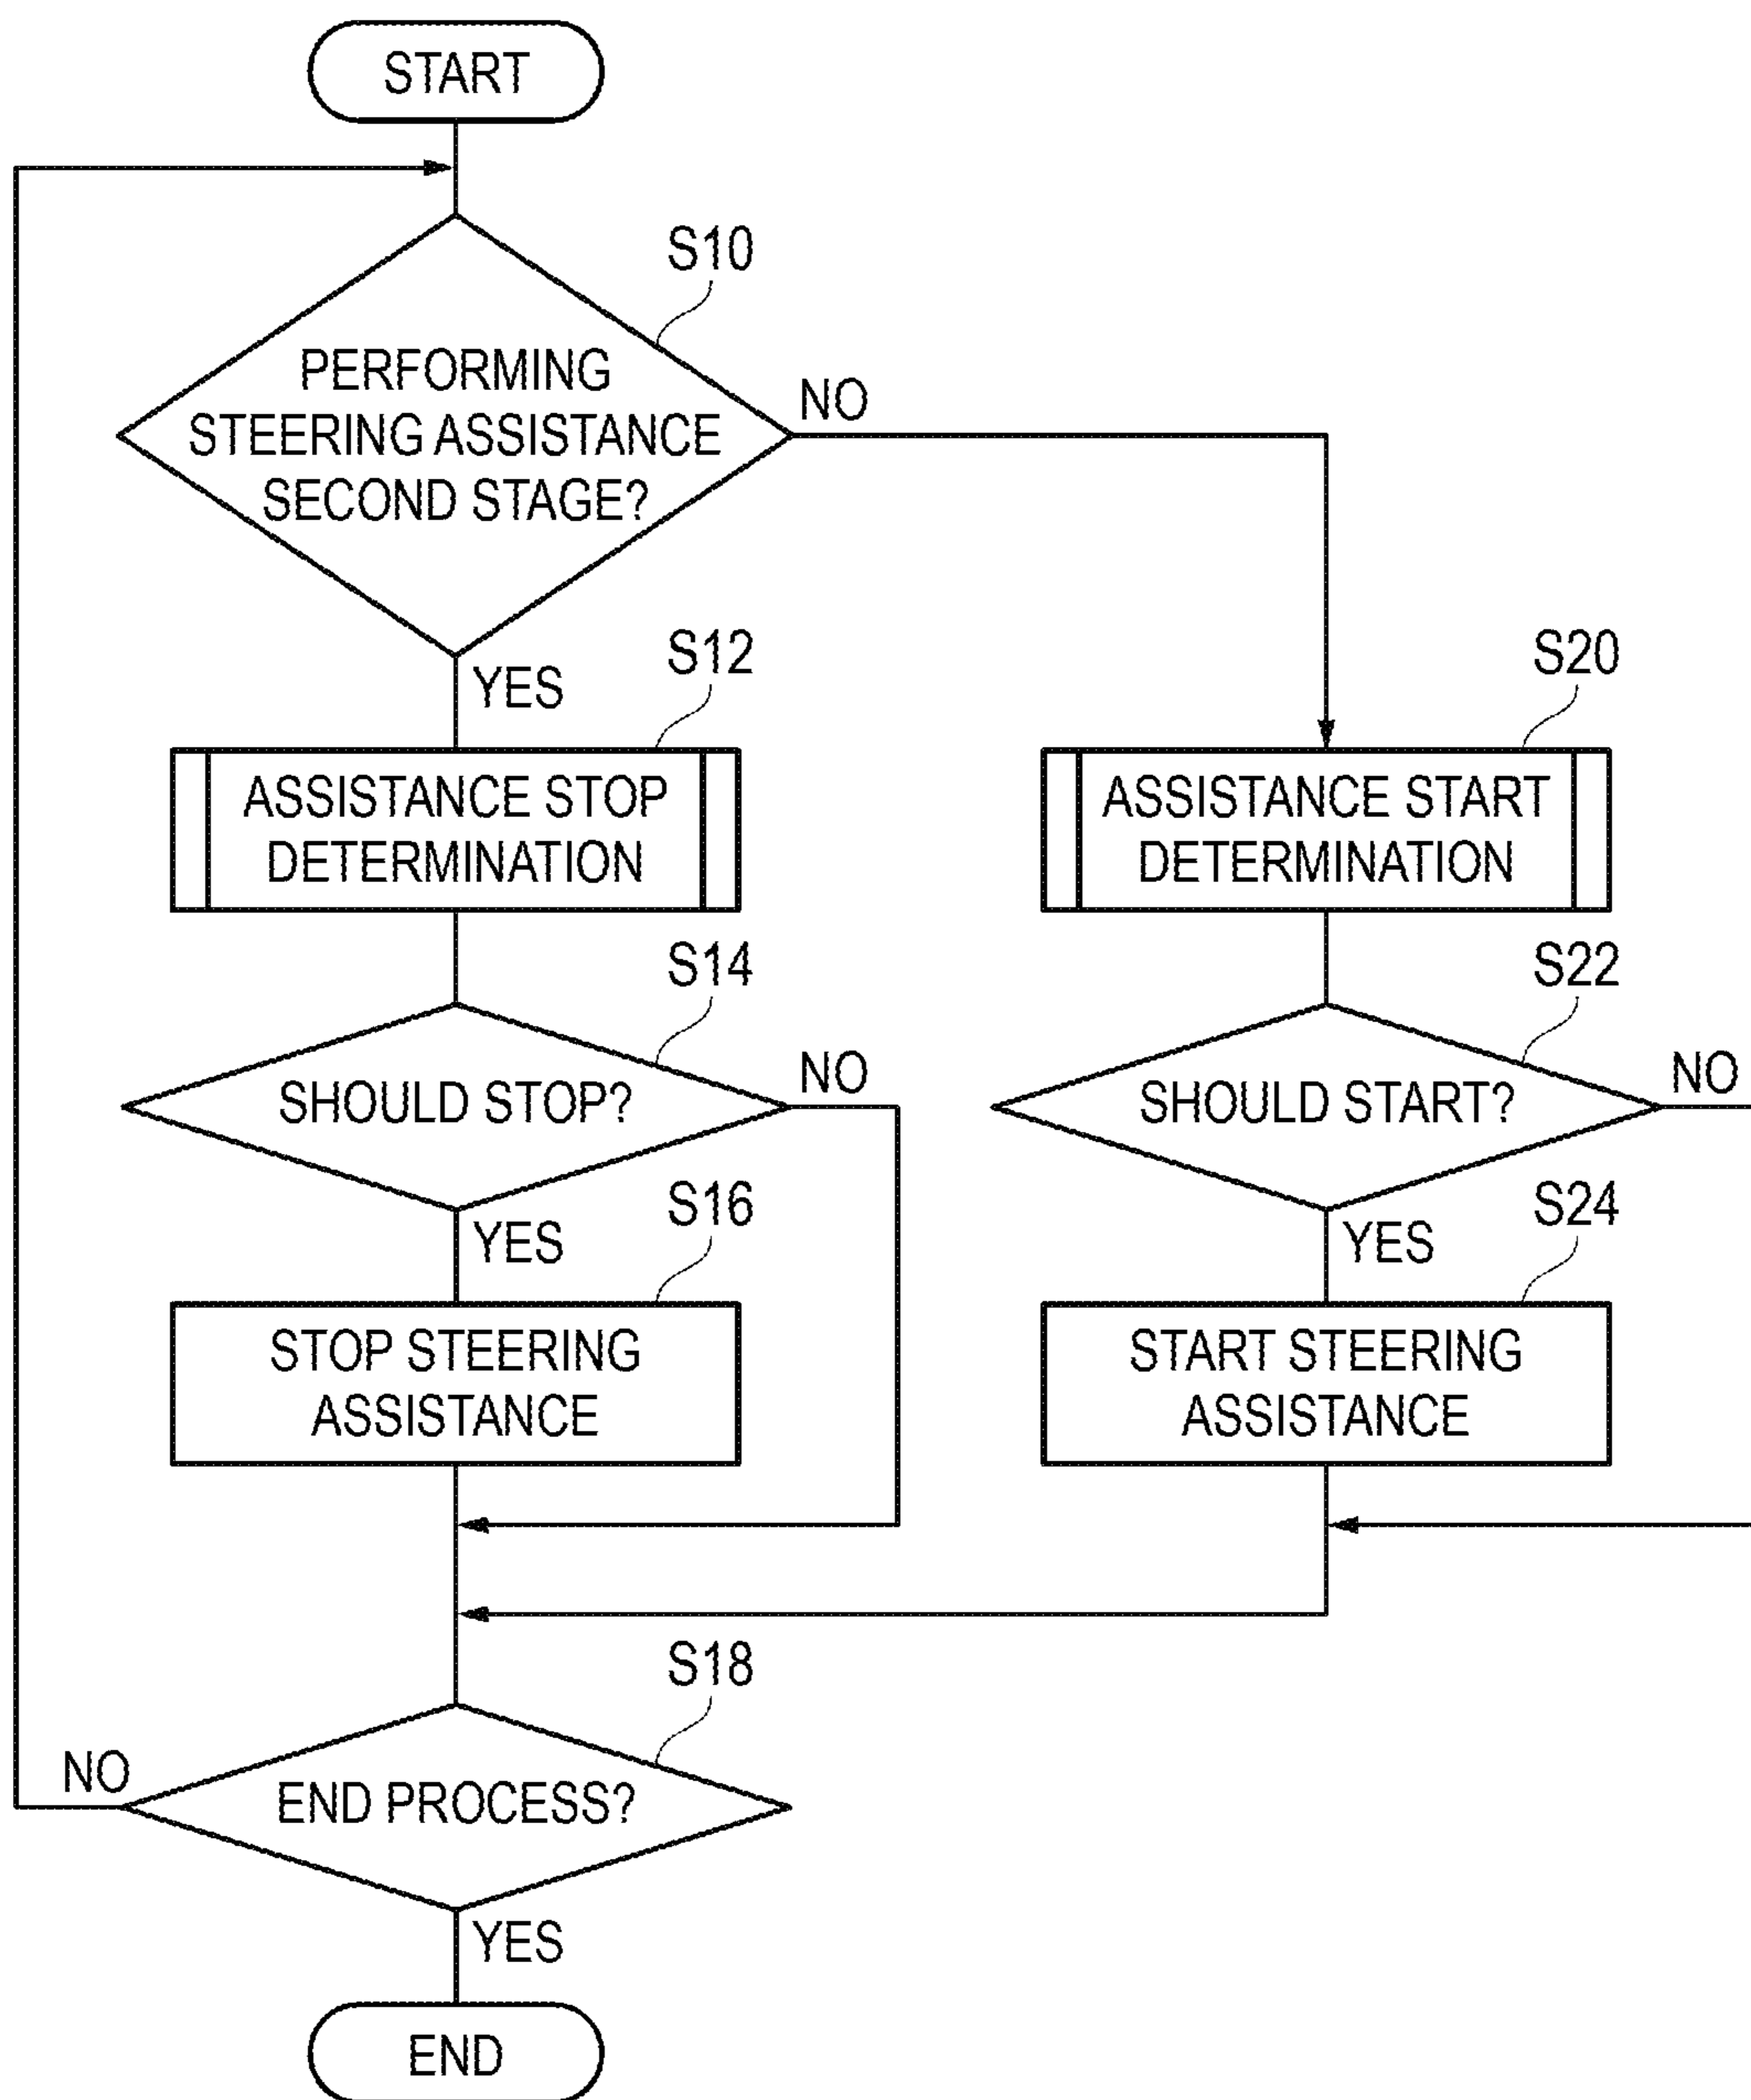 START
S10
PERFORMING
STEERING ASSISTANCE
SECOND STAGE?
NO
YES
S12
ASSISTANCE STOP
DETERMINATION
S20
ASSISTANCE START
DETERMINATION
S14
SHOULD STOP?
NO
YES
S22
SHOULD START?
NO
YES
S16
STOP STEERING
ASSISTANCE
S24
START STEERING
ASSISTANCE
S18
END PROCESS?
NO
YES
END